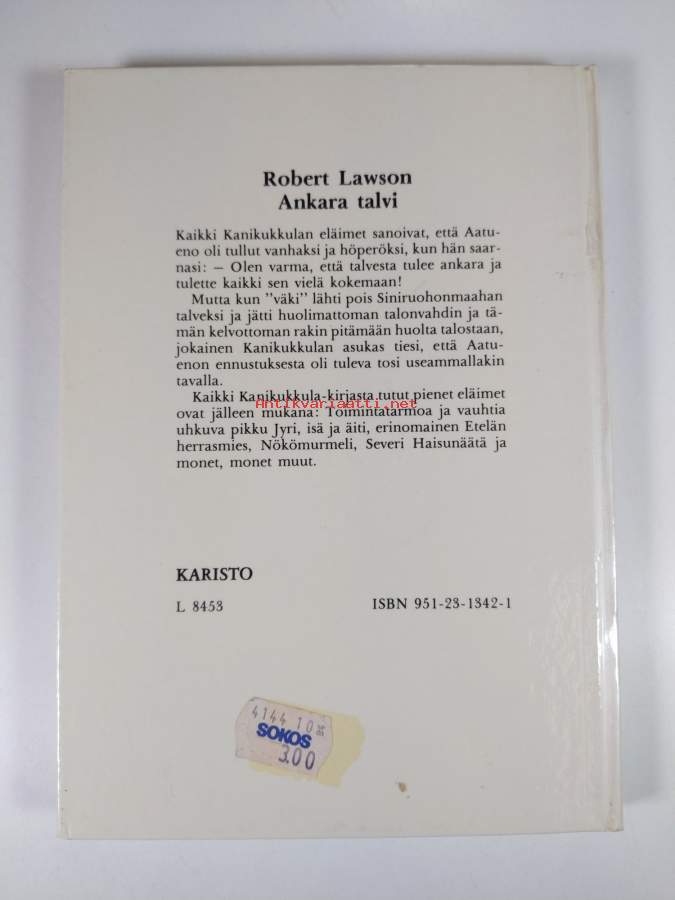 Robert Lawson
Ankara talvi
Kaikki Kanikukkulan eläimet sanoivat, että Aatu-
eno oli tullut vanhaksi ja höperöksi, kun hän saar-
nasi: — Olen varma, että talvesta tulee ankara ja
tulette kaikki sen vielä kokemaan!
Mutta kun "väki" lähti pois Siniruohonmaahan
talveksi ja jätti huolimattoman talonvahdin ja tä-
män kelvottoman rakin pitämään huolta talostaan,
jokainen Kanikukkulan asukas tiesi, että Aatu-
enon ennustuksesta oli tuleva tosi useammallakin
tavalla.
Kaikki Kanikukkula-kirjasta tutut pienet eläimet
Antikvariaatti.net
ovat jälleen mukana: Toimintatarmoa ja vauhtia
uhkuva pikku Jyri, isä ja äiti, erinomainen Etelän
herrasmies, Nökömurmeli, Severi Haisunäätä ja
monet, monet muut.
KARISTO
L 8453 ISBN 951-23-1342-1
4144 10
SOKOS
3.00